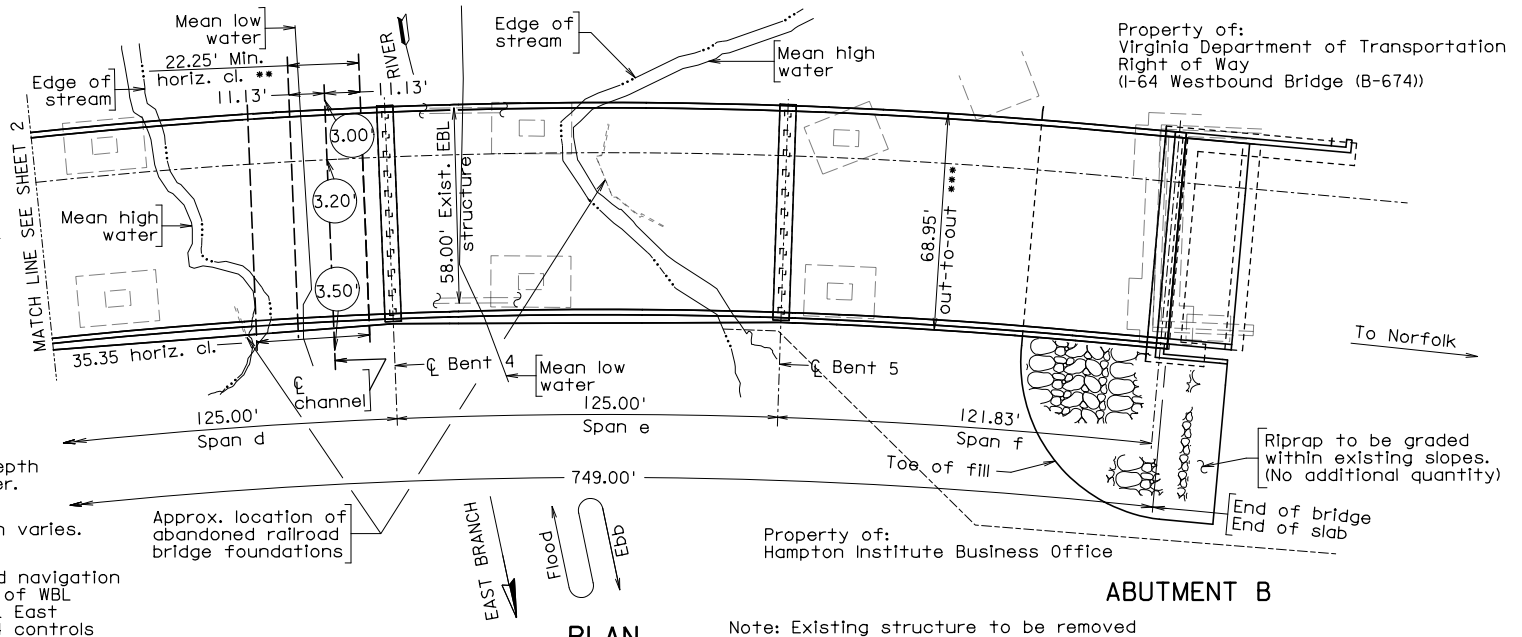 Mean low
water
22.25' Min.
horiz. cl. **
11.13'
11.13'
RIVER
Edge of
stream
Edge of
stream
Mean high
water
Property of:
Virginia Department of Transportation
Right of Way
(I-64 Westbound Bridge (B-674))
MATCH LINE SEE SHEET 2
3.00'
3.20'
3.50'
58.00' Exist. EBL
structure
68.95'
out-to-out ***
Mean high
water
35.35 horiz. cl.
℄
channel
℄ Bent 4
Mean low
water
℄ Bent 5
To Norfolk
125.00'
Span d
125.00'
Span e
121.83'
Span f
Toe of fill
Riprap to be graded
within existing slopes.
(No additional quantity)
749.00'
epth
er.
n varies.
Approx. location of
abandoned railroad
bridge foundations
EAST BRANCH
Flood
Ebb
End of bridge
End of slab
Property of:
Hampton Institute Business Office
d navigation
of WBL
East
controls
ABUTMENT B
PLAN
Note: Existing structure to be removed